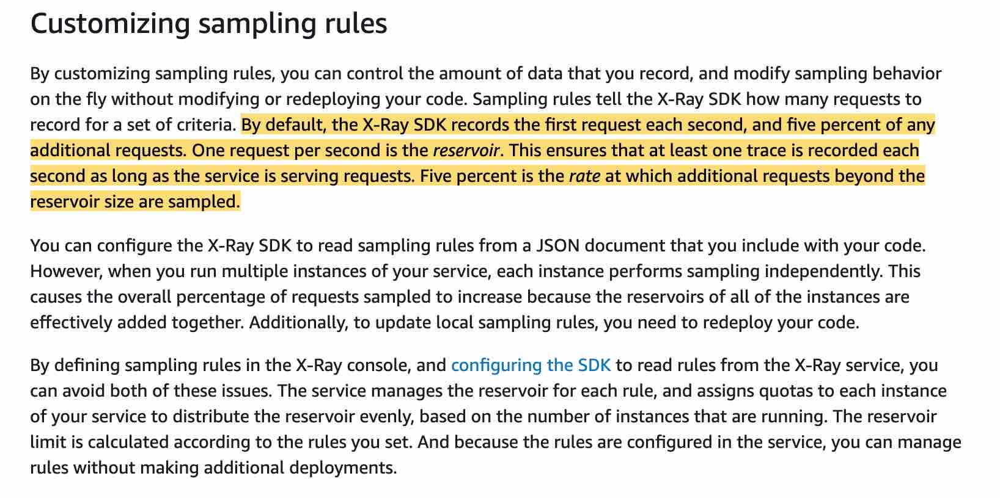 Customizing sampling rules
By customizing sampling rules, you can control the amount of data that you record, and modify sampling behavior
on the fly without modifying or redeploying your code. Sampling rules tell the X-Ray SDK how many requests to
record for a set of criteria. By default, the X-Ray SDK records the first request each second, and five percent of any
additional requests. One request per second is the reservoir. This ensures that at least one trace is recorded each
second as long as the service is serving requests. Five percent is the rate at which additional requests beyond the
reservoir size are sampled.
You can configure the X-Ray SDK to read sampling rules from a JSON document that you include with your code.
However, when you run multiple instances of your service, each instance performs sampling independently. This
causes the overall percentage of requests sampled to increase because the reservoirs of all of the instances are
effectively added together. Additionally, to update local sampling rules, you need to redeploy your code.
By defining sampling rules in the X-Ray console, and configuring the SDK to read rules from the X-Ray service, you
can avoid both of these issues. The service manages the reservoir for each rule, and assigns quotas to each instance
of your service to distribute the reservoir evenly, based on the number of instances that are running. The reservoir
limit is calculated according to the rules you set. And because the rules are configured in the service, you can manage
rules without making additional deployments.